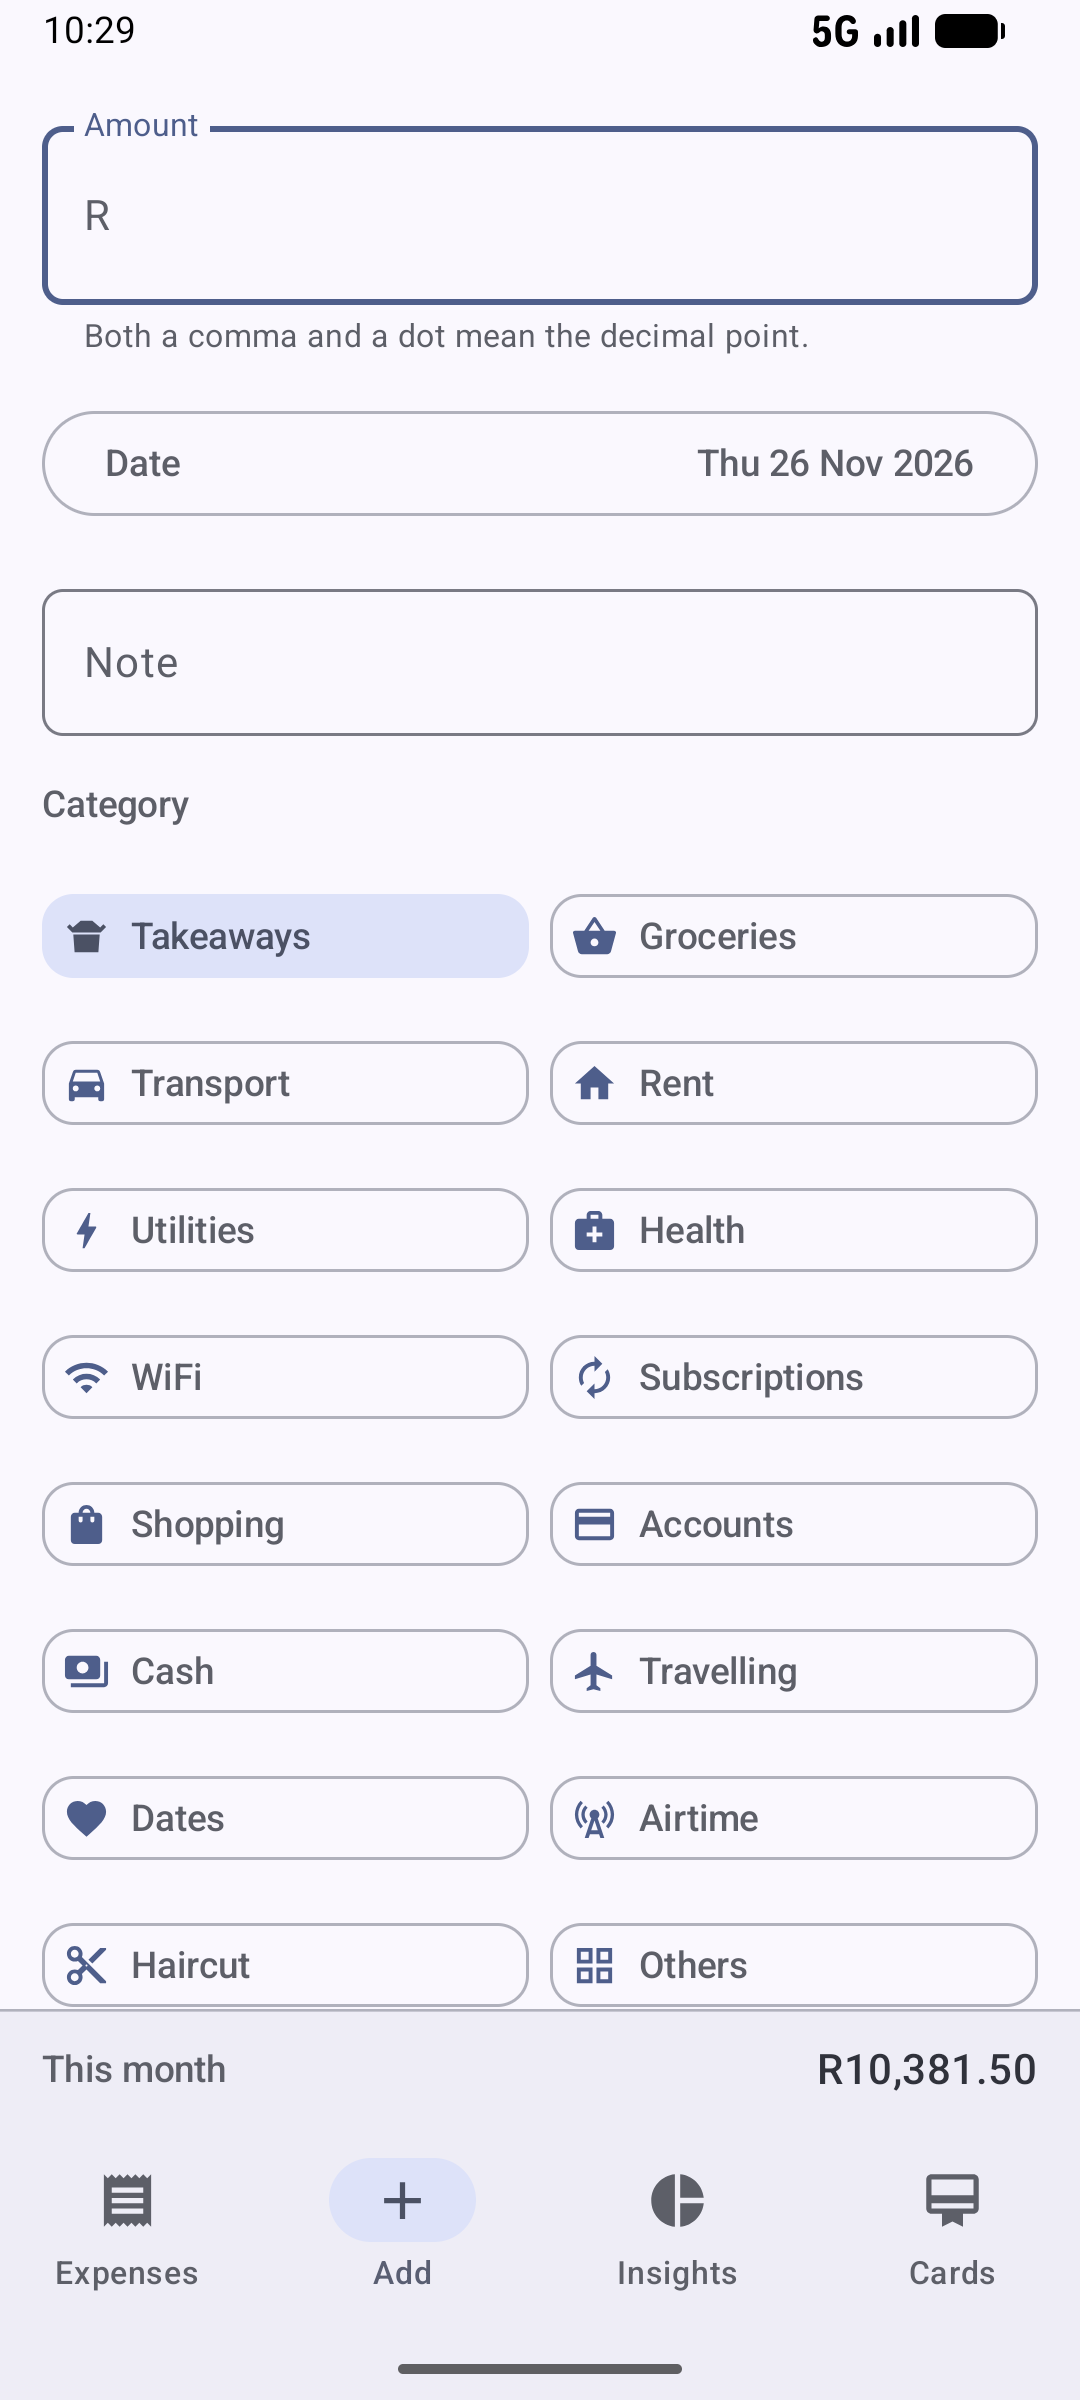 10:29
5G
Amount
R
Both a comma and a dot mean the decimal point.
Date
Thu 26 Nov 2026
Note
Category
Takeaways
Groceries
Transport
Rent
Utilities
Health
WiFi
Subscriptions
Shopping
Accounts
Cash
Travelling
Dates
Airtime
Haircut
Others
This month
R10,381.50
Expenses
Add
Insights
Cards